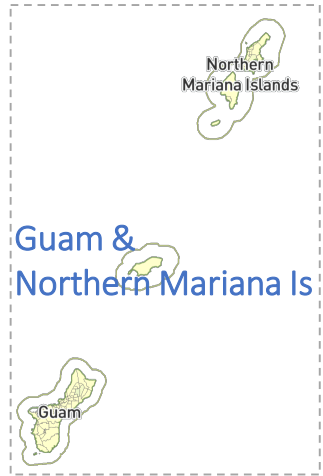 Northern
Mariana Islands
Guam &
Northern Mariana Is
Guam